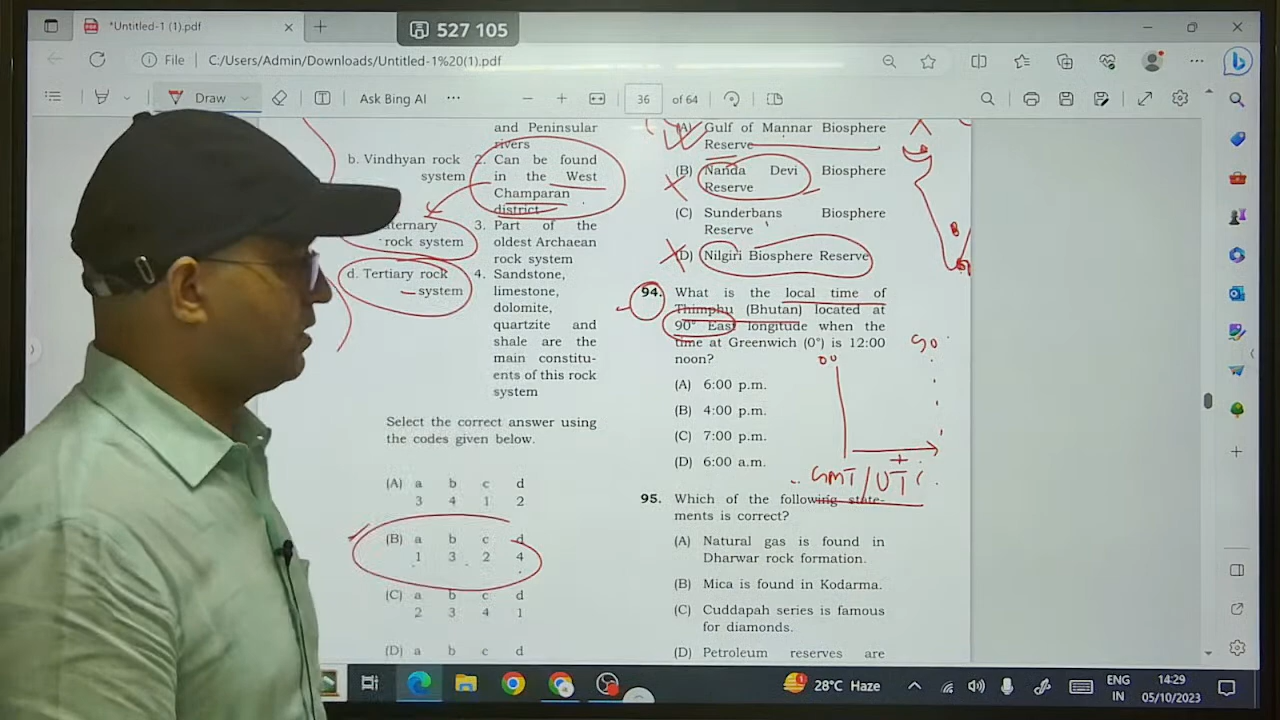 *Untitled-1 (1).pdf
527 105
File
C:/Users/Admin/Downloads/Untitled-1%20(1).pdf
Draw
Ask Bing AI
36 of 64
and Peninsular
rivers
b. Vindhyan rock
system
2. Can be found
in the West
Champaran
district
rock system
3. Part of the
oldest Archaean
rock system
d. Tertiary rock
system
4. Sandstone,
limestone,
dolomite,
quartzite and
shale are the
main constitu-
ents of this rock
system
Select the correct answer using
the codes given below.
(A) a b c d
3 4 1 2
(B) a b c d
1 3 2 4
(C) a b c d
2 3 4 1
(D) a b c d
(A) Gulf of Mannar Biosphere
Reserve
(B) Nanda Devi Biosphere
Reserve
(C) Sunderbans Biosphere
Reserve
(D) Nilgiri Biosphere Reserve
94. What is the local time of
Thimphu (Bhutan) located at
90° East longitude when the
time at Greenwich (0°) is 12:00
noon?
(A) 6:00 p.m.
(B) 4:00 p.m.
(C) 7:00 p.m.
(D) 6:00 a.m.
90
00
+
GMT/UTC
95. Which of the following state-
ments is correct?
(A) Natural gas is found in
Dharwar rock formation.
(B) Mica is found in Kodarma.
(C) Cuddapah series is famous
for diamonds.
(D) Petroleum reserves are
28°C Haze
ENG
IN
14:29
05/10/2023